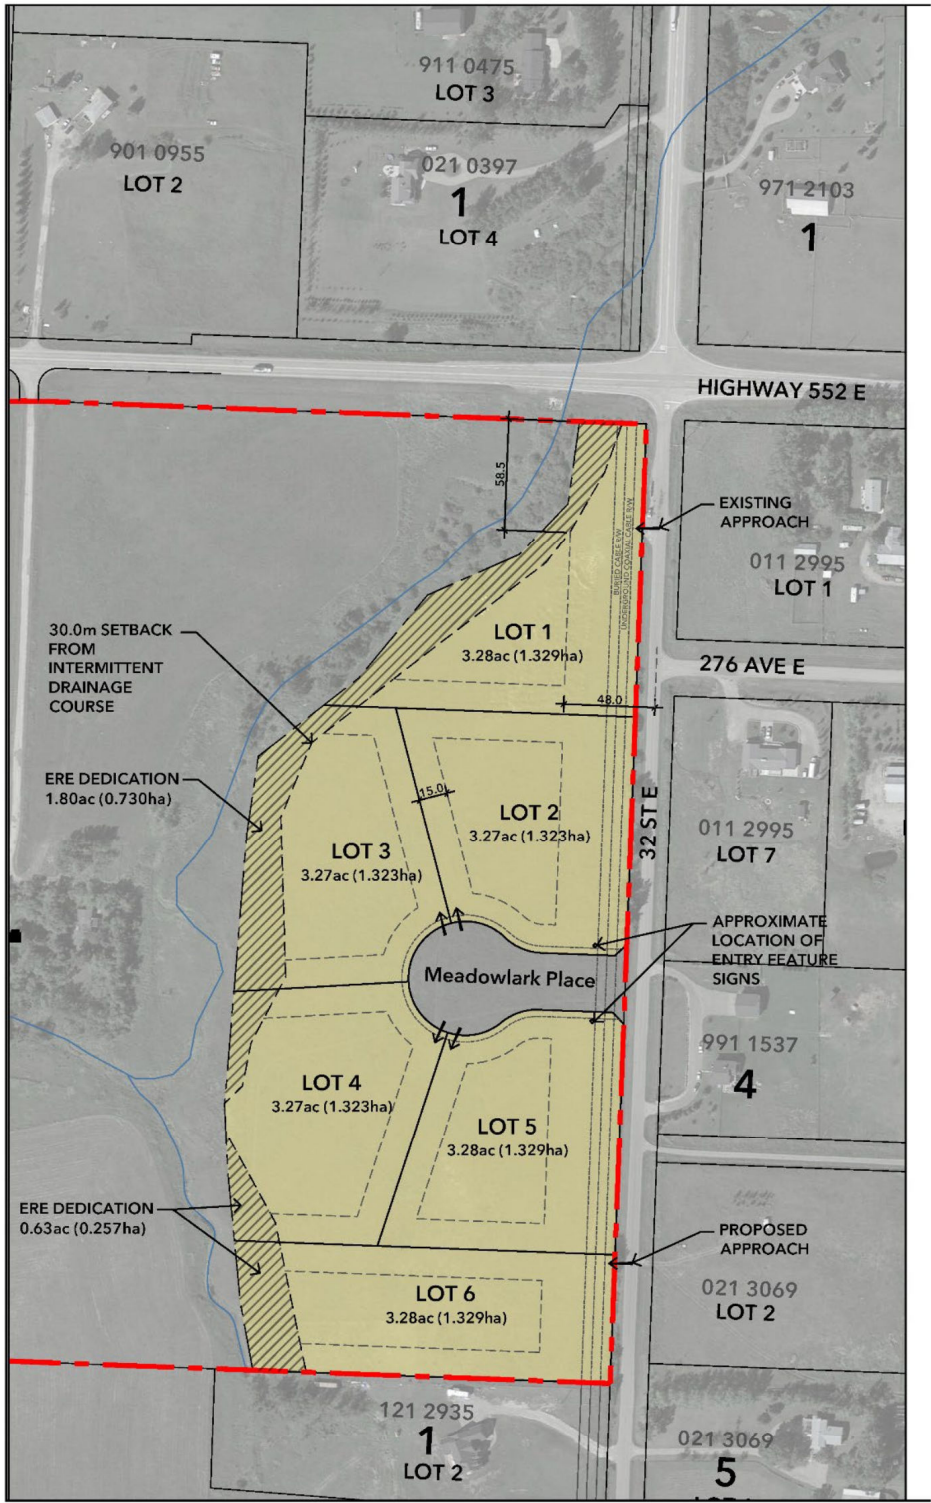 911 0475
LOT 3
901 0955
LOT 2
021 0397
1
LOT 4
971 2103
1
HIGHWAY 552 E
58.5
EXISTING
APPROACH
BURIED CABLE R/W
UNDERGROUND COAXIAL CABLE R/W
011 2995
LOT 1
LOT 1
3.28ac (1.329ha)
30.0m SETBACK
FROM
INTERMITTENT
DRAINAGE
COURSE
276 AVE E
48.0
ERE DEDICATION
1.80ac (0.730ha)
15.0
LOT 2
3.27ac (1.323ha)
32 ST E
011 2995
LOT 7
LOT 3
3.27ac (1.323ha)
APPROXIMATE
LOCATION OF
ENTRY FEATURE
SIGNS
Meadowlark Place
991 1537
4
LOT 4
3.27ac (1.323ha)
LOT 5
3.28ac (1.329ha)
ERE DEDICATION
0.63ac (0.257ha)
PROPOSED
APPROACH
021 3069
LOT 2
LOT 6
3.28ac (1.329ha)
121 2935
1
LOT 2
021 3069
5